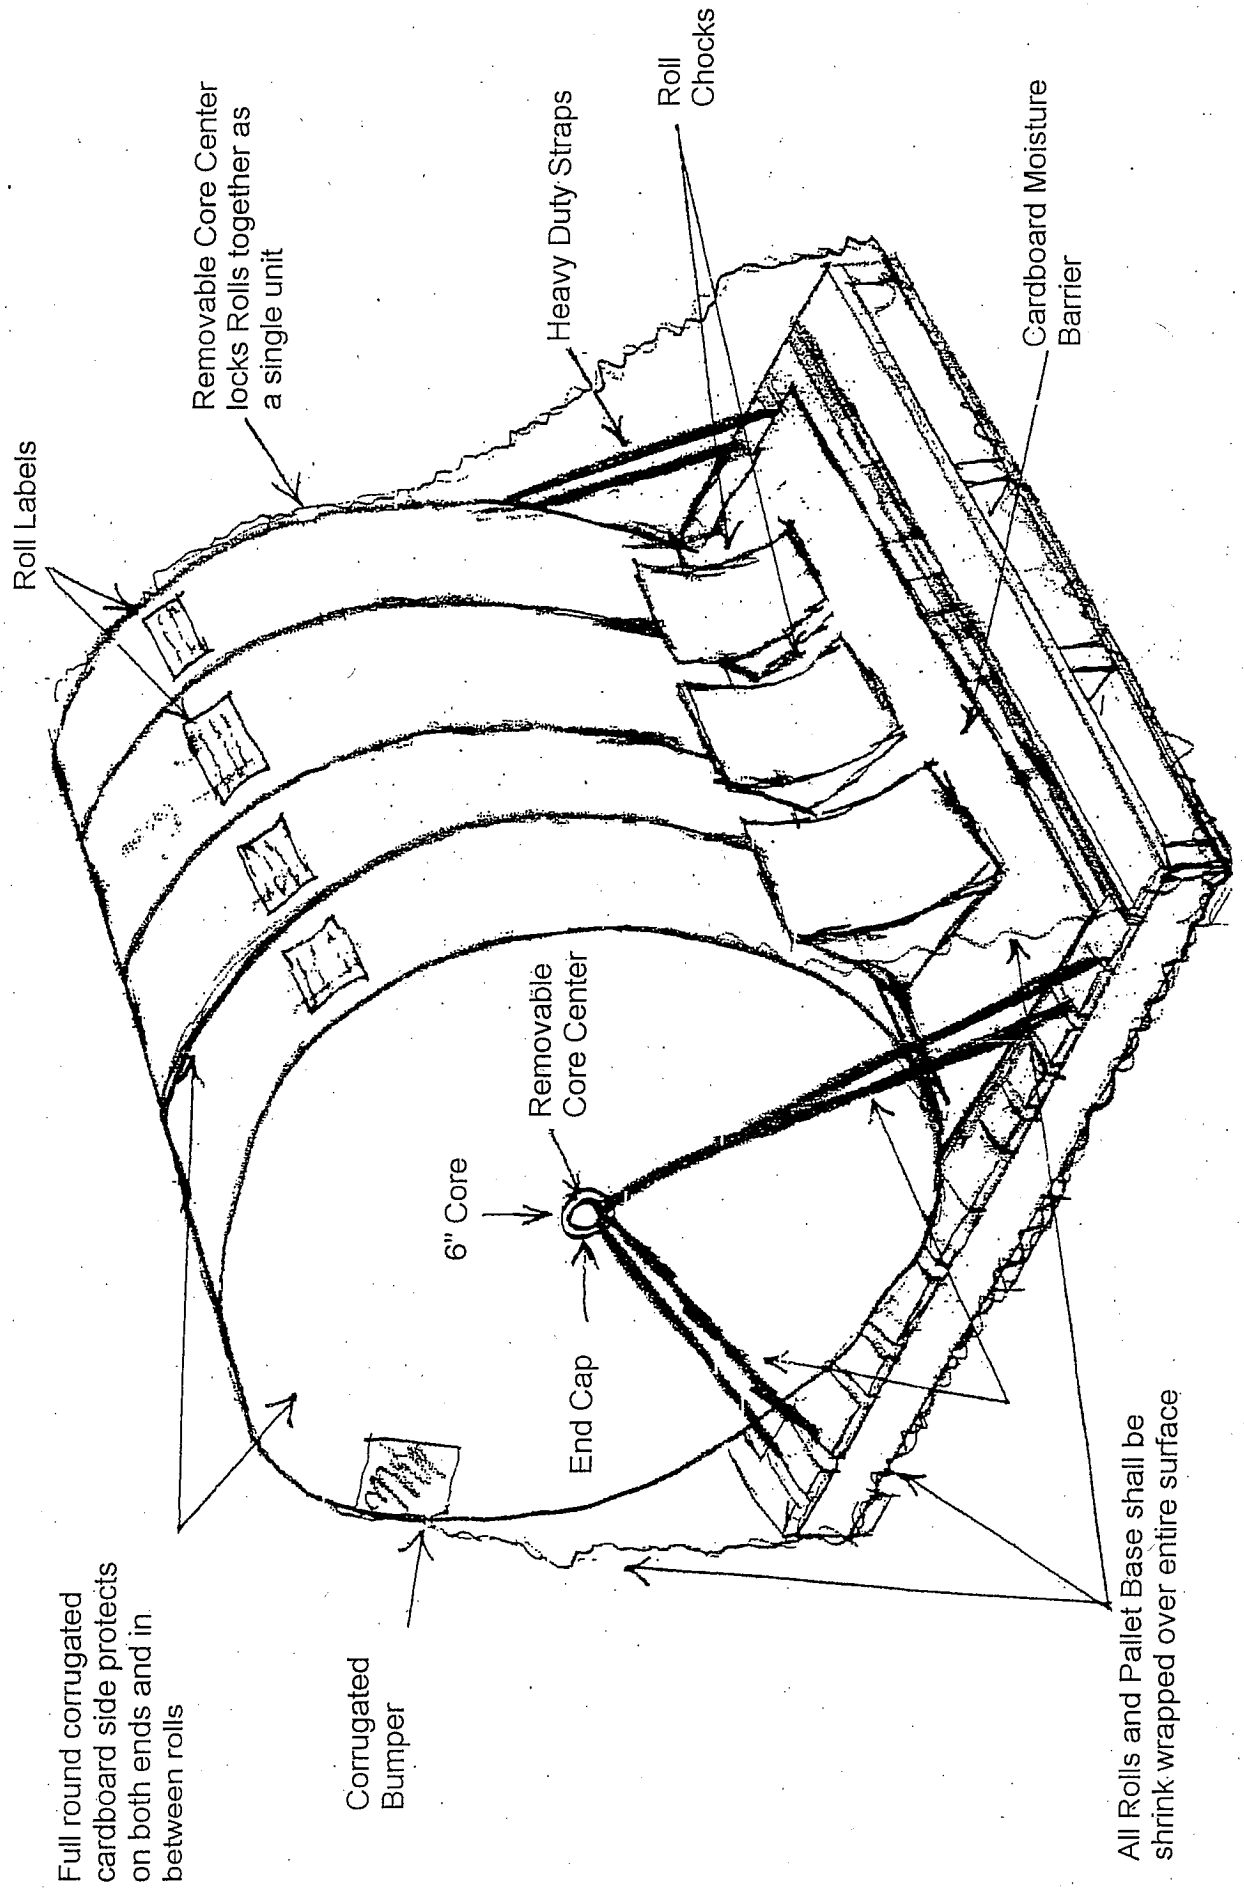 Full round corrugated
cardboard side protects
on both ends and in
between rolls
Roll Labels
Removable Core Center
locks Rolls together as
a single unit
Corrugated
Bumper
6" Core
Removable
Core Center
End Cap
Heavy Duty Straps
Roll
Chocks
Cardboard Moisture
Barrier
All Rolls and Pallet Base shall be
shrink wrapped over entire surface